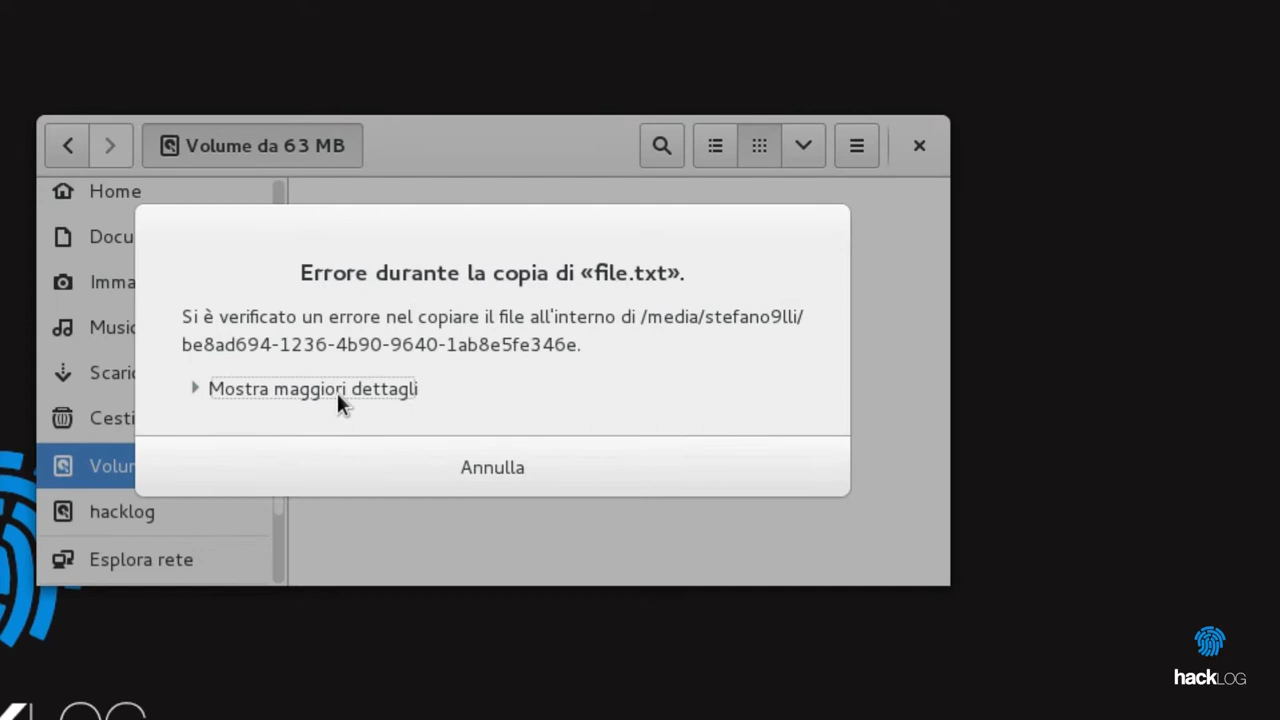 Volume da 63 MB
Home
Docu
Imma
Music
Scari
Cesti
Volun
hacklog
Esplora rete
Errore durante la copia di «file.txt».
Si è verificato un errore nel copiare il file all'interno di /media/stefano9lli/
be8ad694-1236-4b90-9640-1ab8e5fe346e.
Mostra maggiori dettagli
Annulla
hackLOG